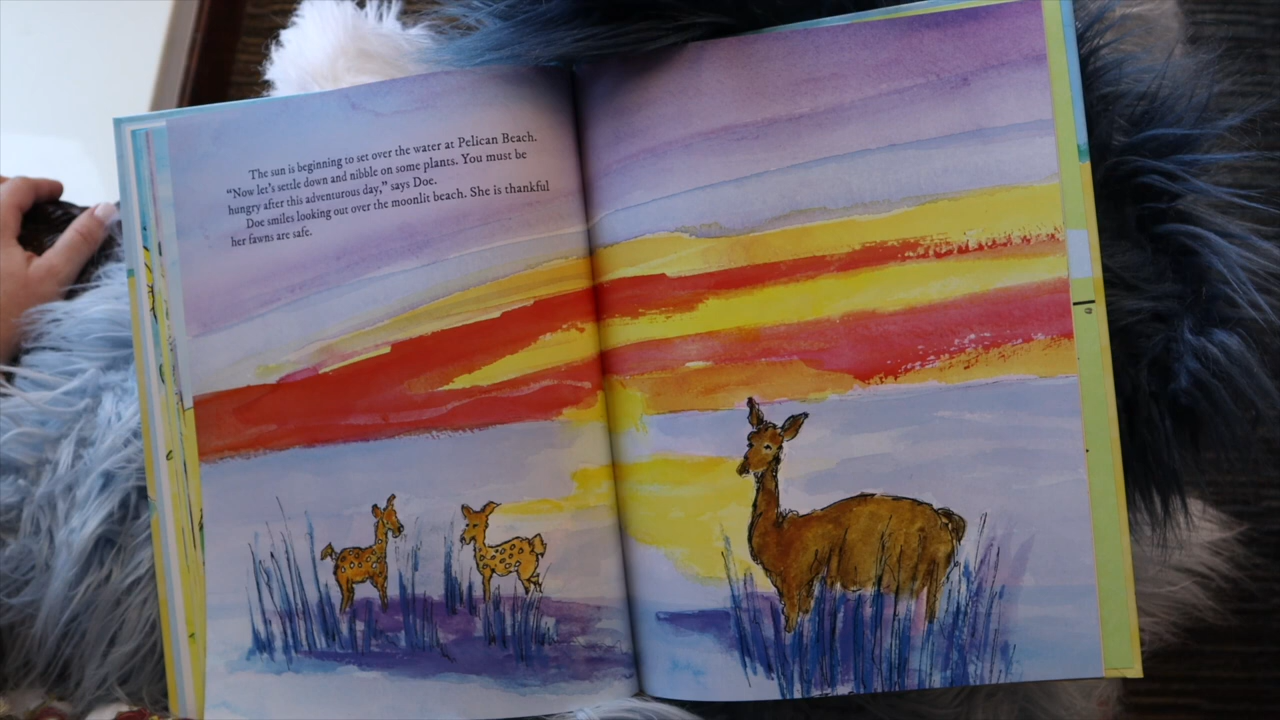 The sun is beginning to set over the water at Pelican Beach.
"Now let's settle down and nibble on some plants. You must be
hungry after this adventurous day," says Doe.
Doe smiles looking out over the moonlit beach. She is thankful
her fawns are safe.